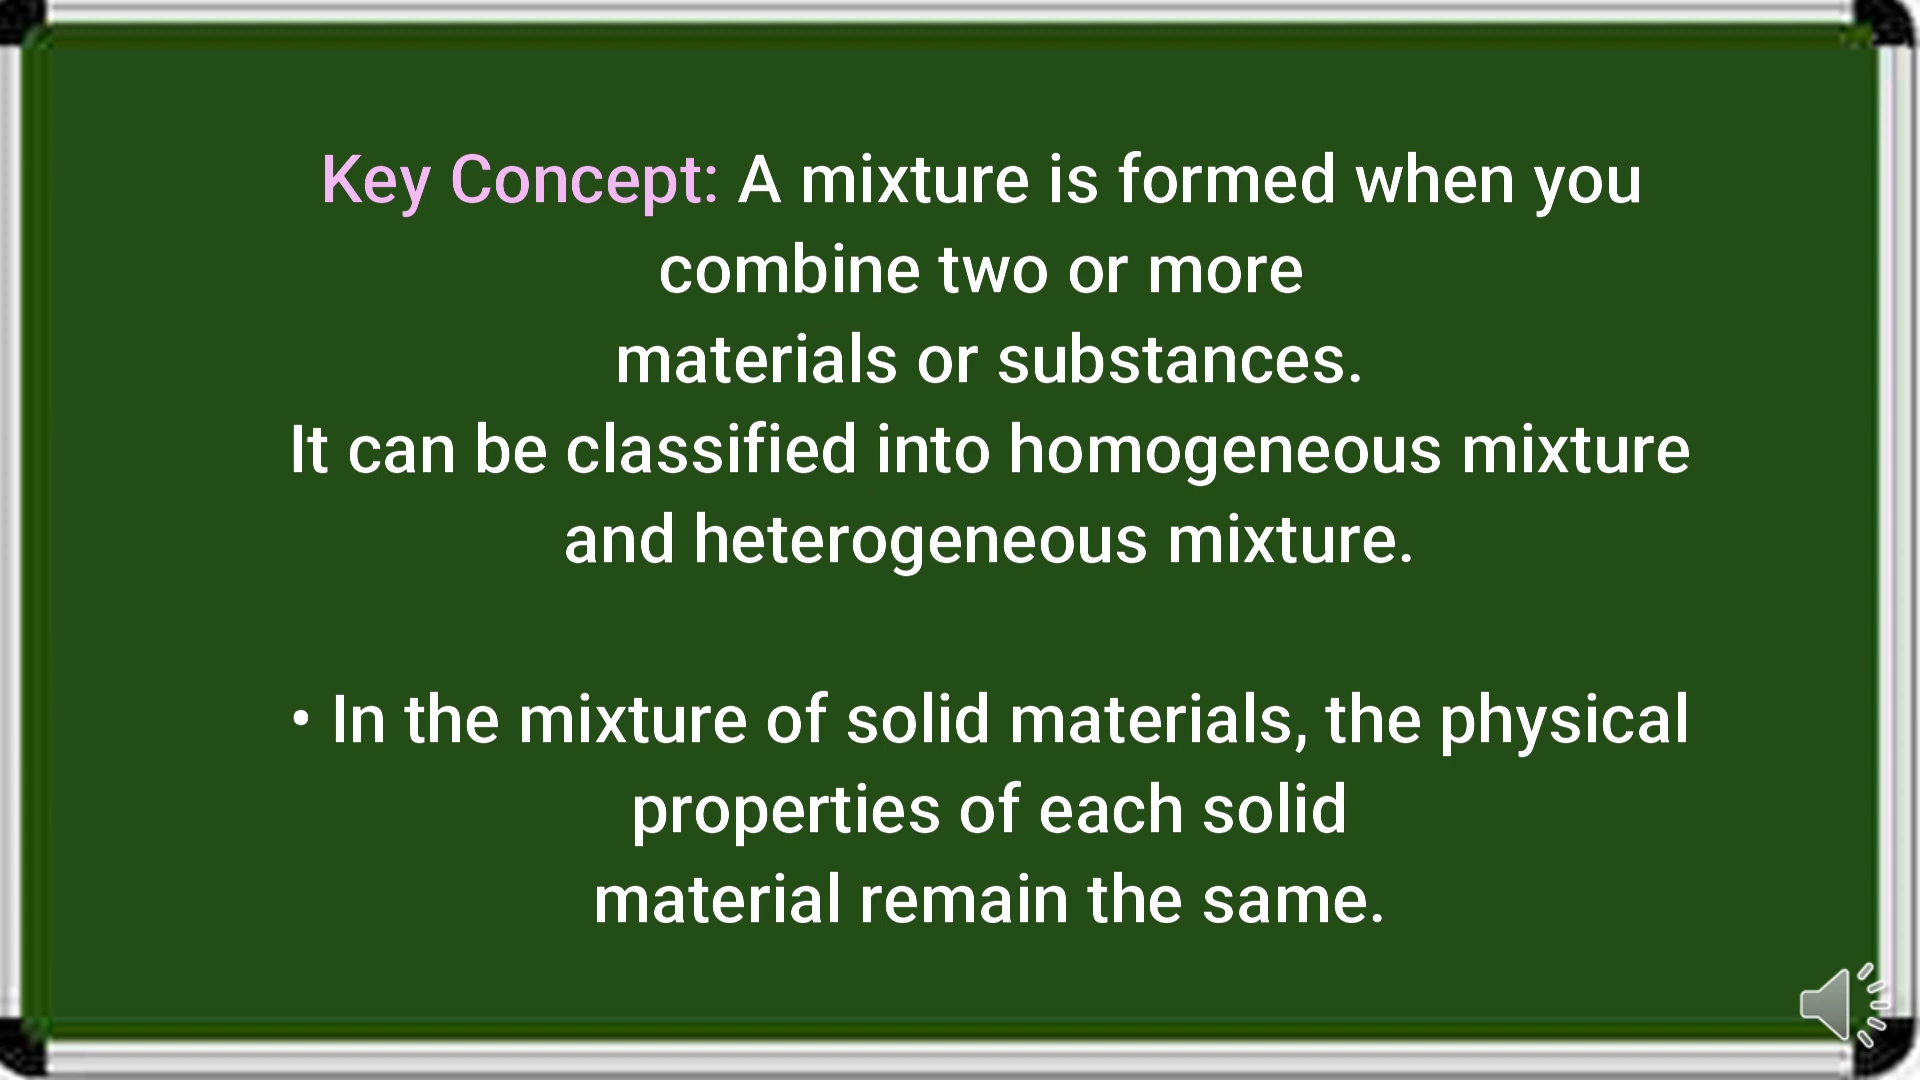 Key Concept: A mixture is formed when you
combine two or more
materials or substances.
It can be classified into homogeneous mixture
and heterogeneous mixture.
• In the mixture of solid materials, the physical
properties of each solid
material remain the same.